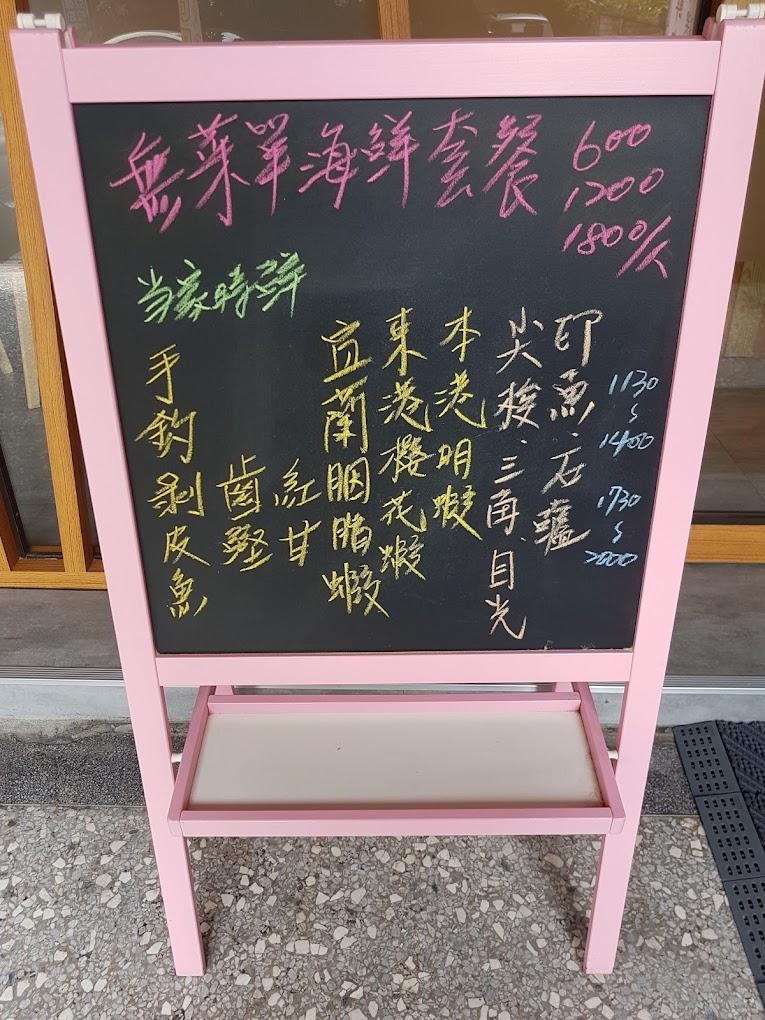 無菜單海鮮套餐
600
1200
1800/人
当家時鮮
印魚、石蟳
尖梭、三角、目光
本港明蝦
東港櫻花蝦
宜蘭胭脂蝦
紅甘
齒鰹
手釣剝皮魚
1130
~
1400
1730
~
2000